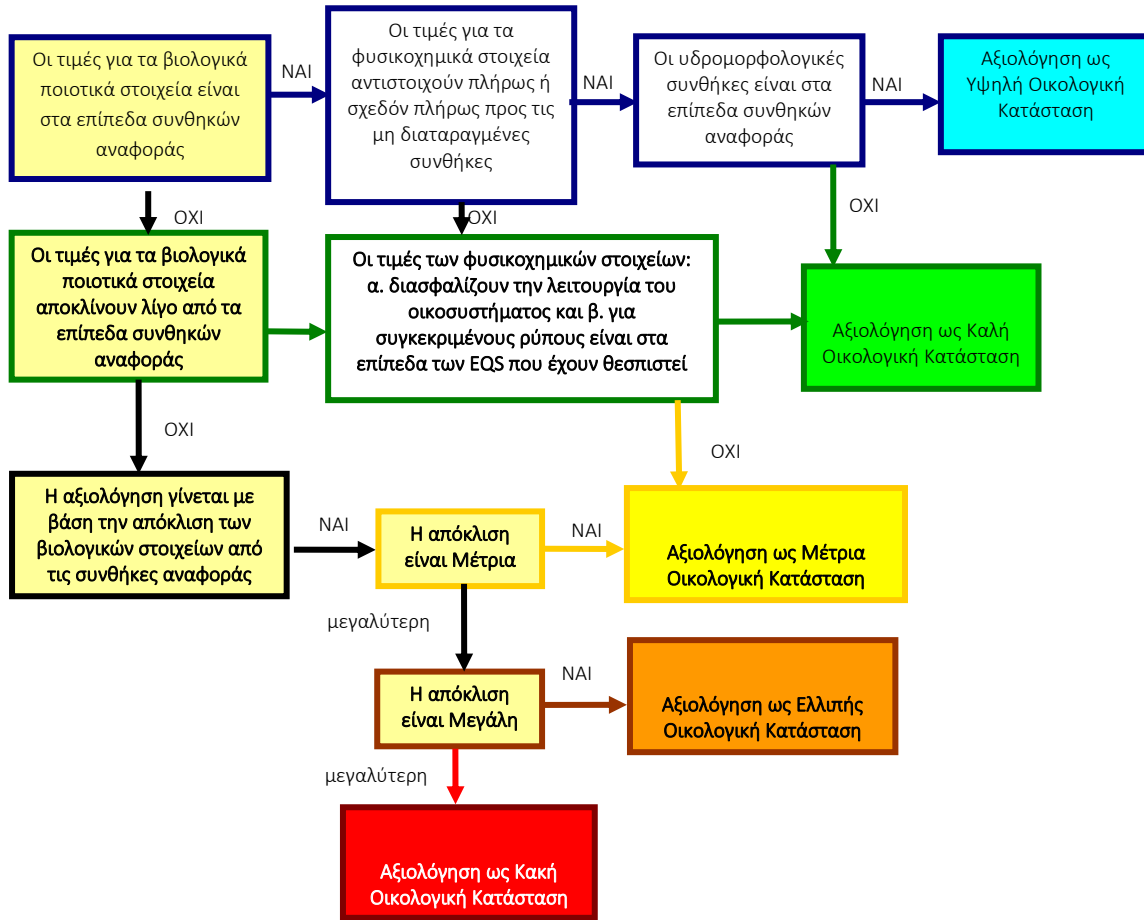 Οι τιμές για τα βιολογικά
ποιοτικά στοιχεία είναι
στα επίπεδα συνθηκών
αναφοράς
ΝΑΙ
Οι τιμές για τα
φυσικοχημικά στοιχεία
αντιστοιχούν πλήρως ή
σχεδόν πλήρως προς τις
μη διαταραγμένες
συνθήκες
ΝΑΙ
Οι υδρομορφολογικές
συνθήκες είναι στα
επίπεδα συνθηκών
αναφοράς
ΝΑΙ
Αξιολόγηση ως
Υψηλή Οικολογική
Κατάσταση
ΟΧΙ
ΟΧΙ
ΟΧΙ
Οι τιμές για τα βιολογικά
ποιοτικά στοιχεία
αποκλίνουν λίγο από τα
επίπεδα συνθηκών
αναφοράς
Οι τιμές των φυσικοχημικών στοιχείων:
α. διασφαλίζουν την λειτουργία του
οικοσυστήματος και β. για
συγκεκριμένους ρύπους είναι στα
επίπεδα των EQS που έχουν θεσπιστεί
Αξιολόγηση ως Καλή
Οικολογική Κατάσταση
ΟΧΙ
ΟΧΙ
Η αξιολόγηση γίνεται με
βάση την απόκλιση των
βιολογικών στοιχείων από
τις συνθήκες αναφοράς
ΝΑΙ
Η απόκλιση
είναι Μέτρια
ΝΑΙ
Αξιολόγηση ως Μέτρια
Οικολογική Κατάσταση
μεγαλύτερη
Η απόκλιση
είναι Μεγάλη
ΝΑΙ
Αξιολόγηση ως Ελλιπής
Οικολογική Κατάσταση
μεγαλύτερη
Αξιολόγηση ως Κακή
Οικολογική Κατάσταση